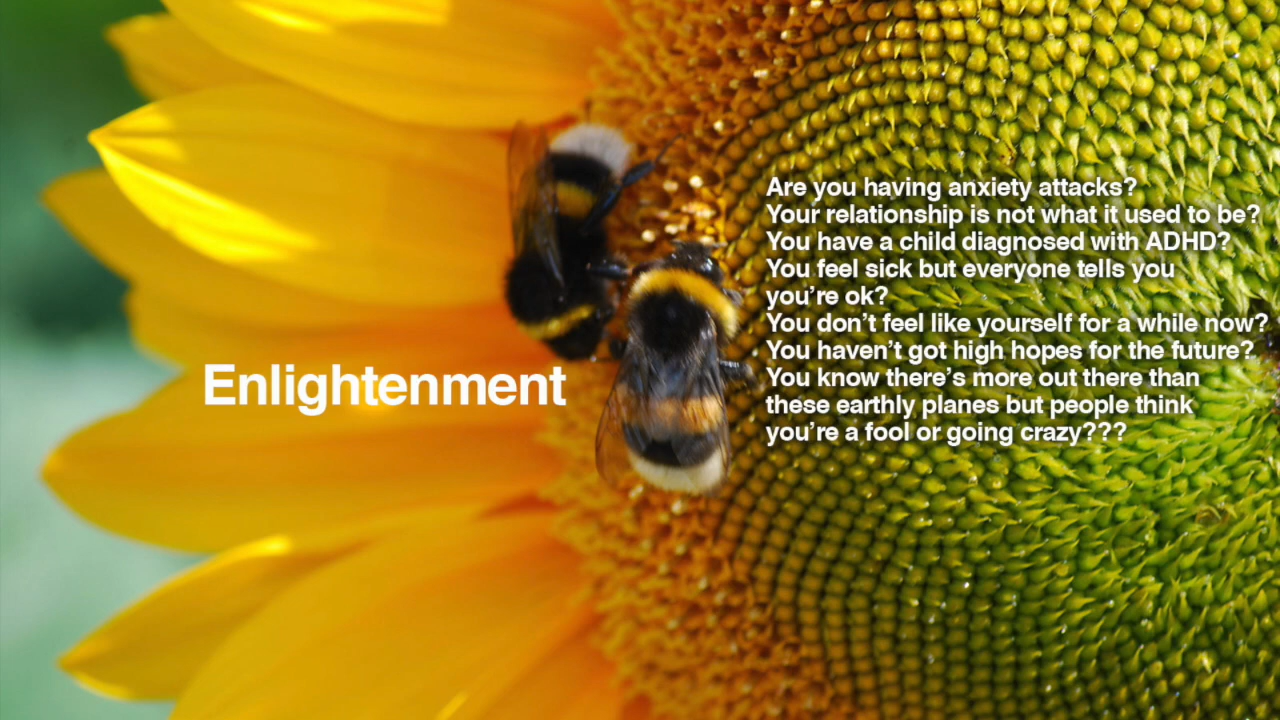 Enlightenment
Are you having anxiety attacks?
Your relationship is not what it used to be?
You have a child diagnosed with ADHD?
You feel sick but everyone tells you
you're ok?
You don't feel like yourself for a while now?
You haven't got high hopes for the future?
You know there's more out there than
these earthly planes but people think
you're a fool or going crazy???